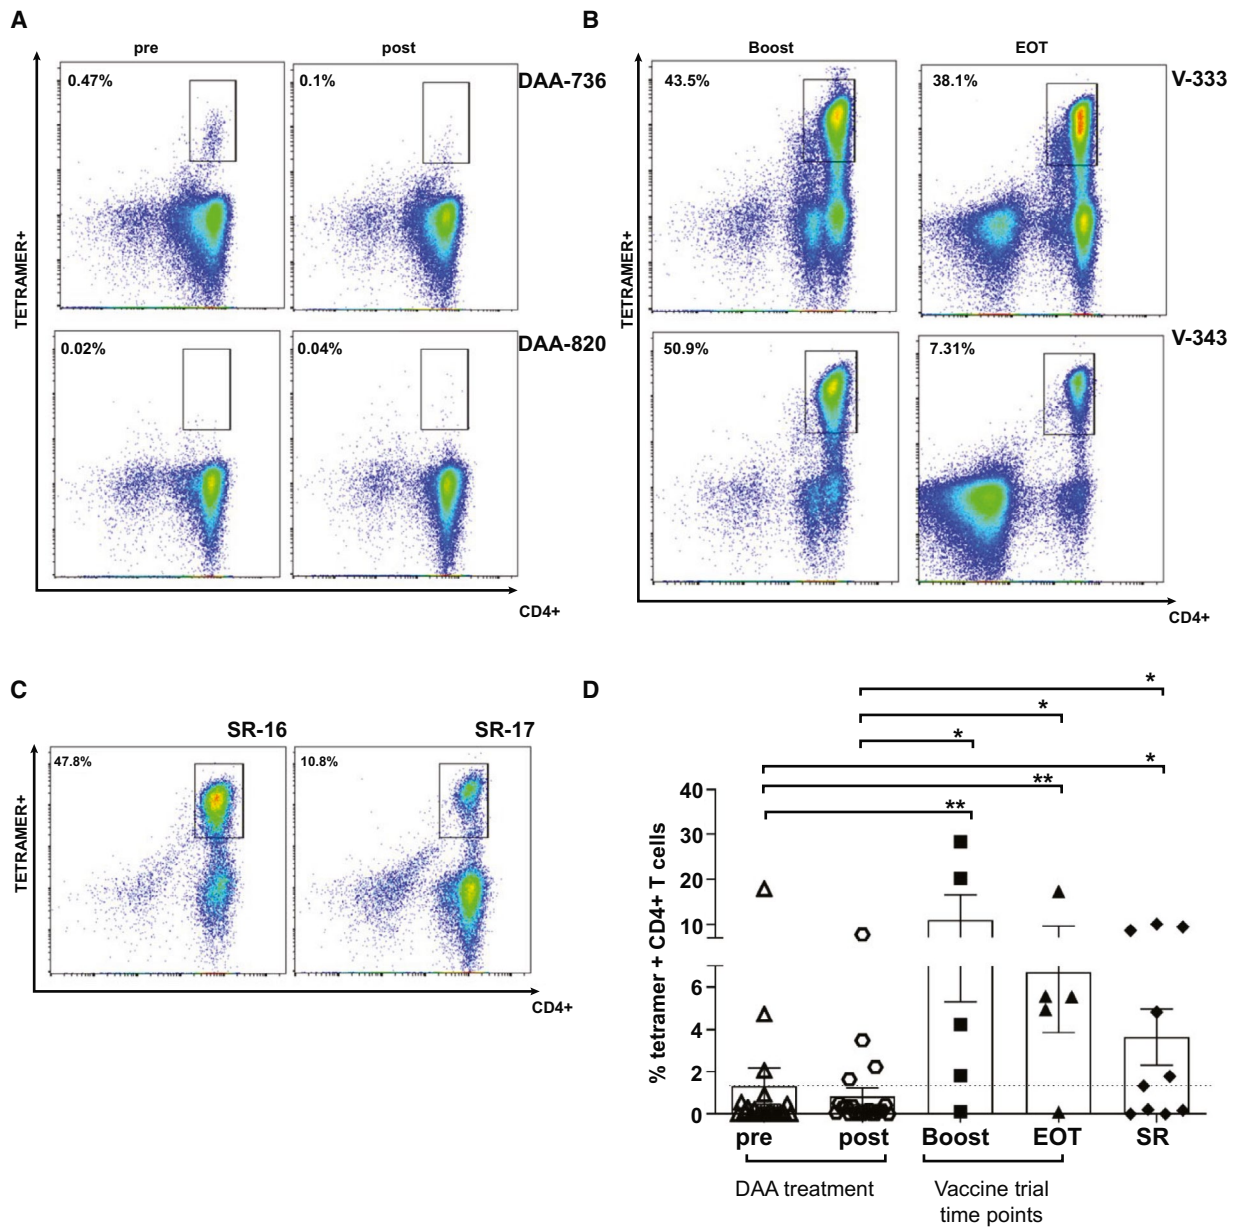 A
pre
post
0.47%
0.1%
DAA-736
0.02%
0.04%
DAA-820
TETRAMER+
CD4+
B
Boost
EOT
43.5%
38.1%
V-333
50.9%
7.31%
V-343
TETRAMER+
CD4+
C
SR-16
SR-17
47.8%
10.8%
TETRAMER+
CD4+
D
*
*
*
*
**
**
% tetramer + CD4+ T cells
40
30
20
10
6
4
2
0
pre
post
Boost
EOT
SR
DAA treatment
Vaccine trial
time points